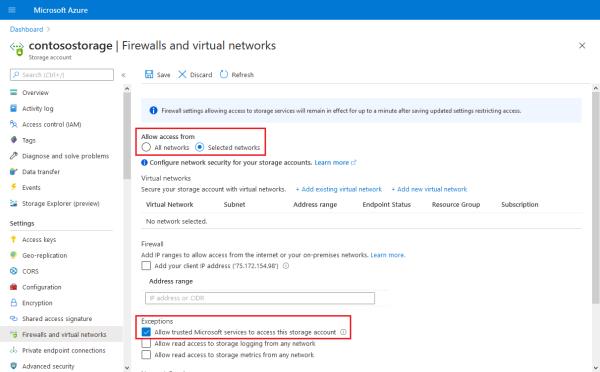 Microsoft Azure
Dashboard >
contosostorage | Firewalls and virtual networks
Storage account
Search (Ctrl+/)
«
Save
Discard
Refresh
Overview
Activity log
Access control (IAM)
Tags
Diagnose and solve problems
Data transfer
Events
Storage Explorer (preview)
Settings
Access keys
Geo-replication
CORS
Configuration
Encryption
Shared access signature
Firewalls and virtual networks
Private endpoint connections
Advanced security
Firewall settings allowing access to storage services will remain in effect for up to a minute after saving updated settings restricting access.
Allow access from
All networks Selected networks
Configure network security for your storage accounts. Learn more
Virtual networks
Secure your storage account with virtual networks. + Add existing virtual network + Add new virtual network
Virtual Network Subnet Address range Endpoint Status Resource Group Subscription
No network selected.
Firewall
Add IP ranges to allow access from the internet or your on-premises networks. Learn more.
Add your client IP address ('75.172.154.98')
Address range
IP address or CIDR
Exceptions
Allow trusted Microsoft services to access this storage account
Allow read access to storage logging from any network
Allow read access to storage metrics from any network